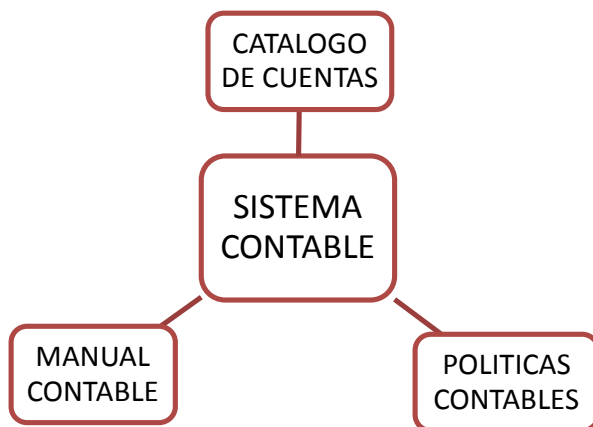 CATALOGO
DE CUENTAS
SISTEMA
CONTABLE
MANUAL
CONTABLE
POLITICAS
CONTABLES